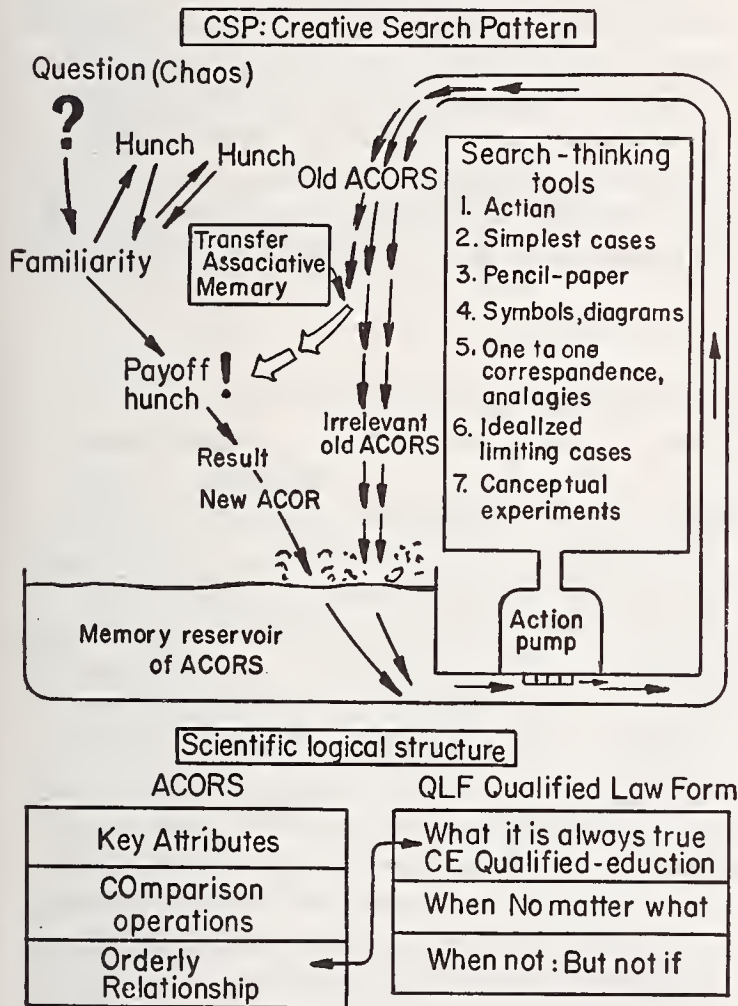 CSP: Creative Search Pattern
Question (Chaos)
?
Hunch
Hunch
Familiarity
Old ACORS
Transfer
Assaciative
Memory
Payoff !
hunch
Result
New ACOR
Irrelevant
old ACORS
Search-thinking
tools
1. Actian
2. Simplest cases
3. Pencil-paper
4. Symbols, diagrams
5. One ta one
correspandence,
analagies
6. Idealized
limiting cases
7. Canceptual
experiments
Action
pump
Memory reservoir
of ACORS.
Scientific logical structure
ACORS
Key Attributes
COmparison
operations
Orderly
Relationship
QLF Qualified Law Form
What it is always true
CE Qualified-eduction
When No matter what
When not: But not if